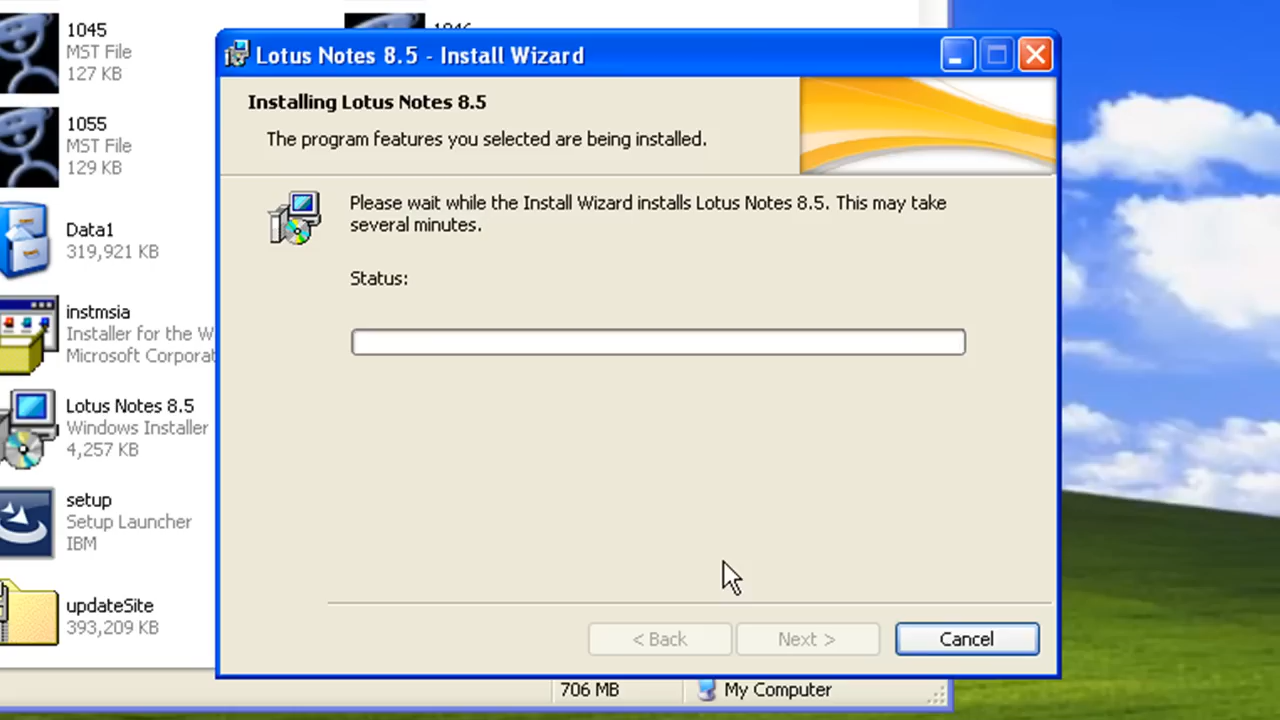 1045
MST File
127 KB
1055
MST File
129 KB
Data1
319,921 KB
instmsia
Installer for the W
Microsoft Corporat
Lotus Notes 8.5
Windows Installer
4,257 KB
setup
Setup Launcher
IBM
updateSite
393,209 KB
1046
Lotus Notes 8.5 - Install Wizard
Installing Lotus Notes 8.5
The program features you selected are being installed.
Please wait while the Install Wizard installs Lotus Notes 8.5. This may take
several minutes.
Status:
< Back
Next >
Cancel
706 MB
My Computer